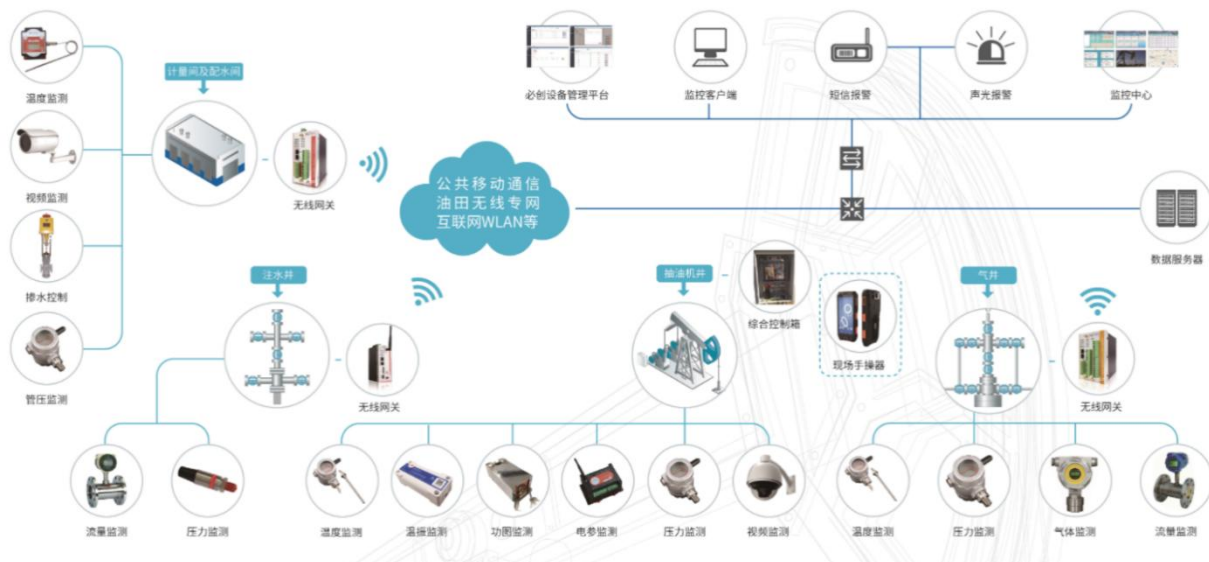 必创设备管理平台
监控客户端
短信报警
声光报警
监控中心
计量间及配水间
温度监测
视频监测
掺水控制
管压监测
无线网关
公共移动通信
油田无线专网
互联网WLAN等
数据服务器
注水井
无线网关
流量监测
压力监测
抽油机井
综合控制箱
现场手操器
温度监测
温振监测
功图监测
电参监测
压力监测
视频监测
气井
无线网关
温度监测
压力监测
气体监测
流量监测